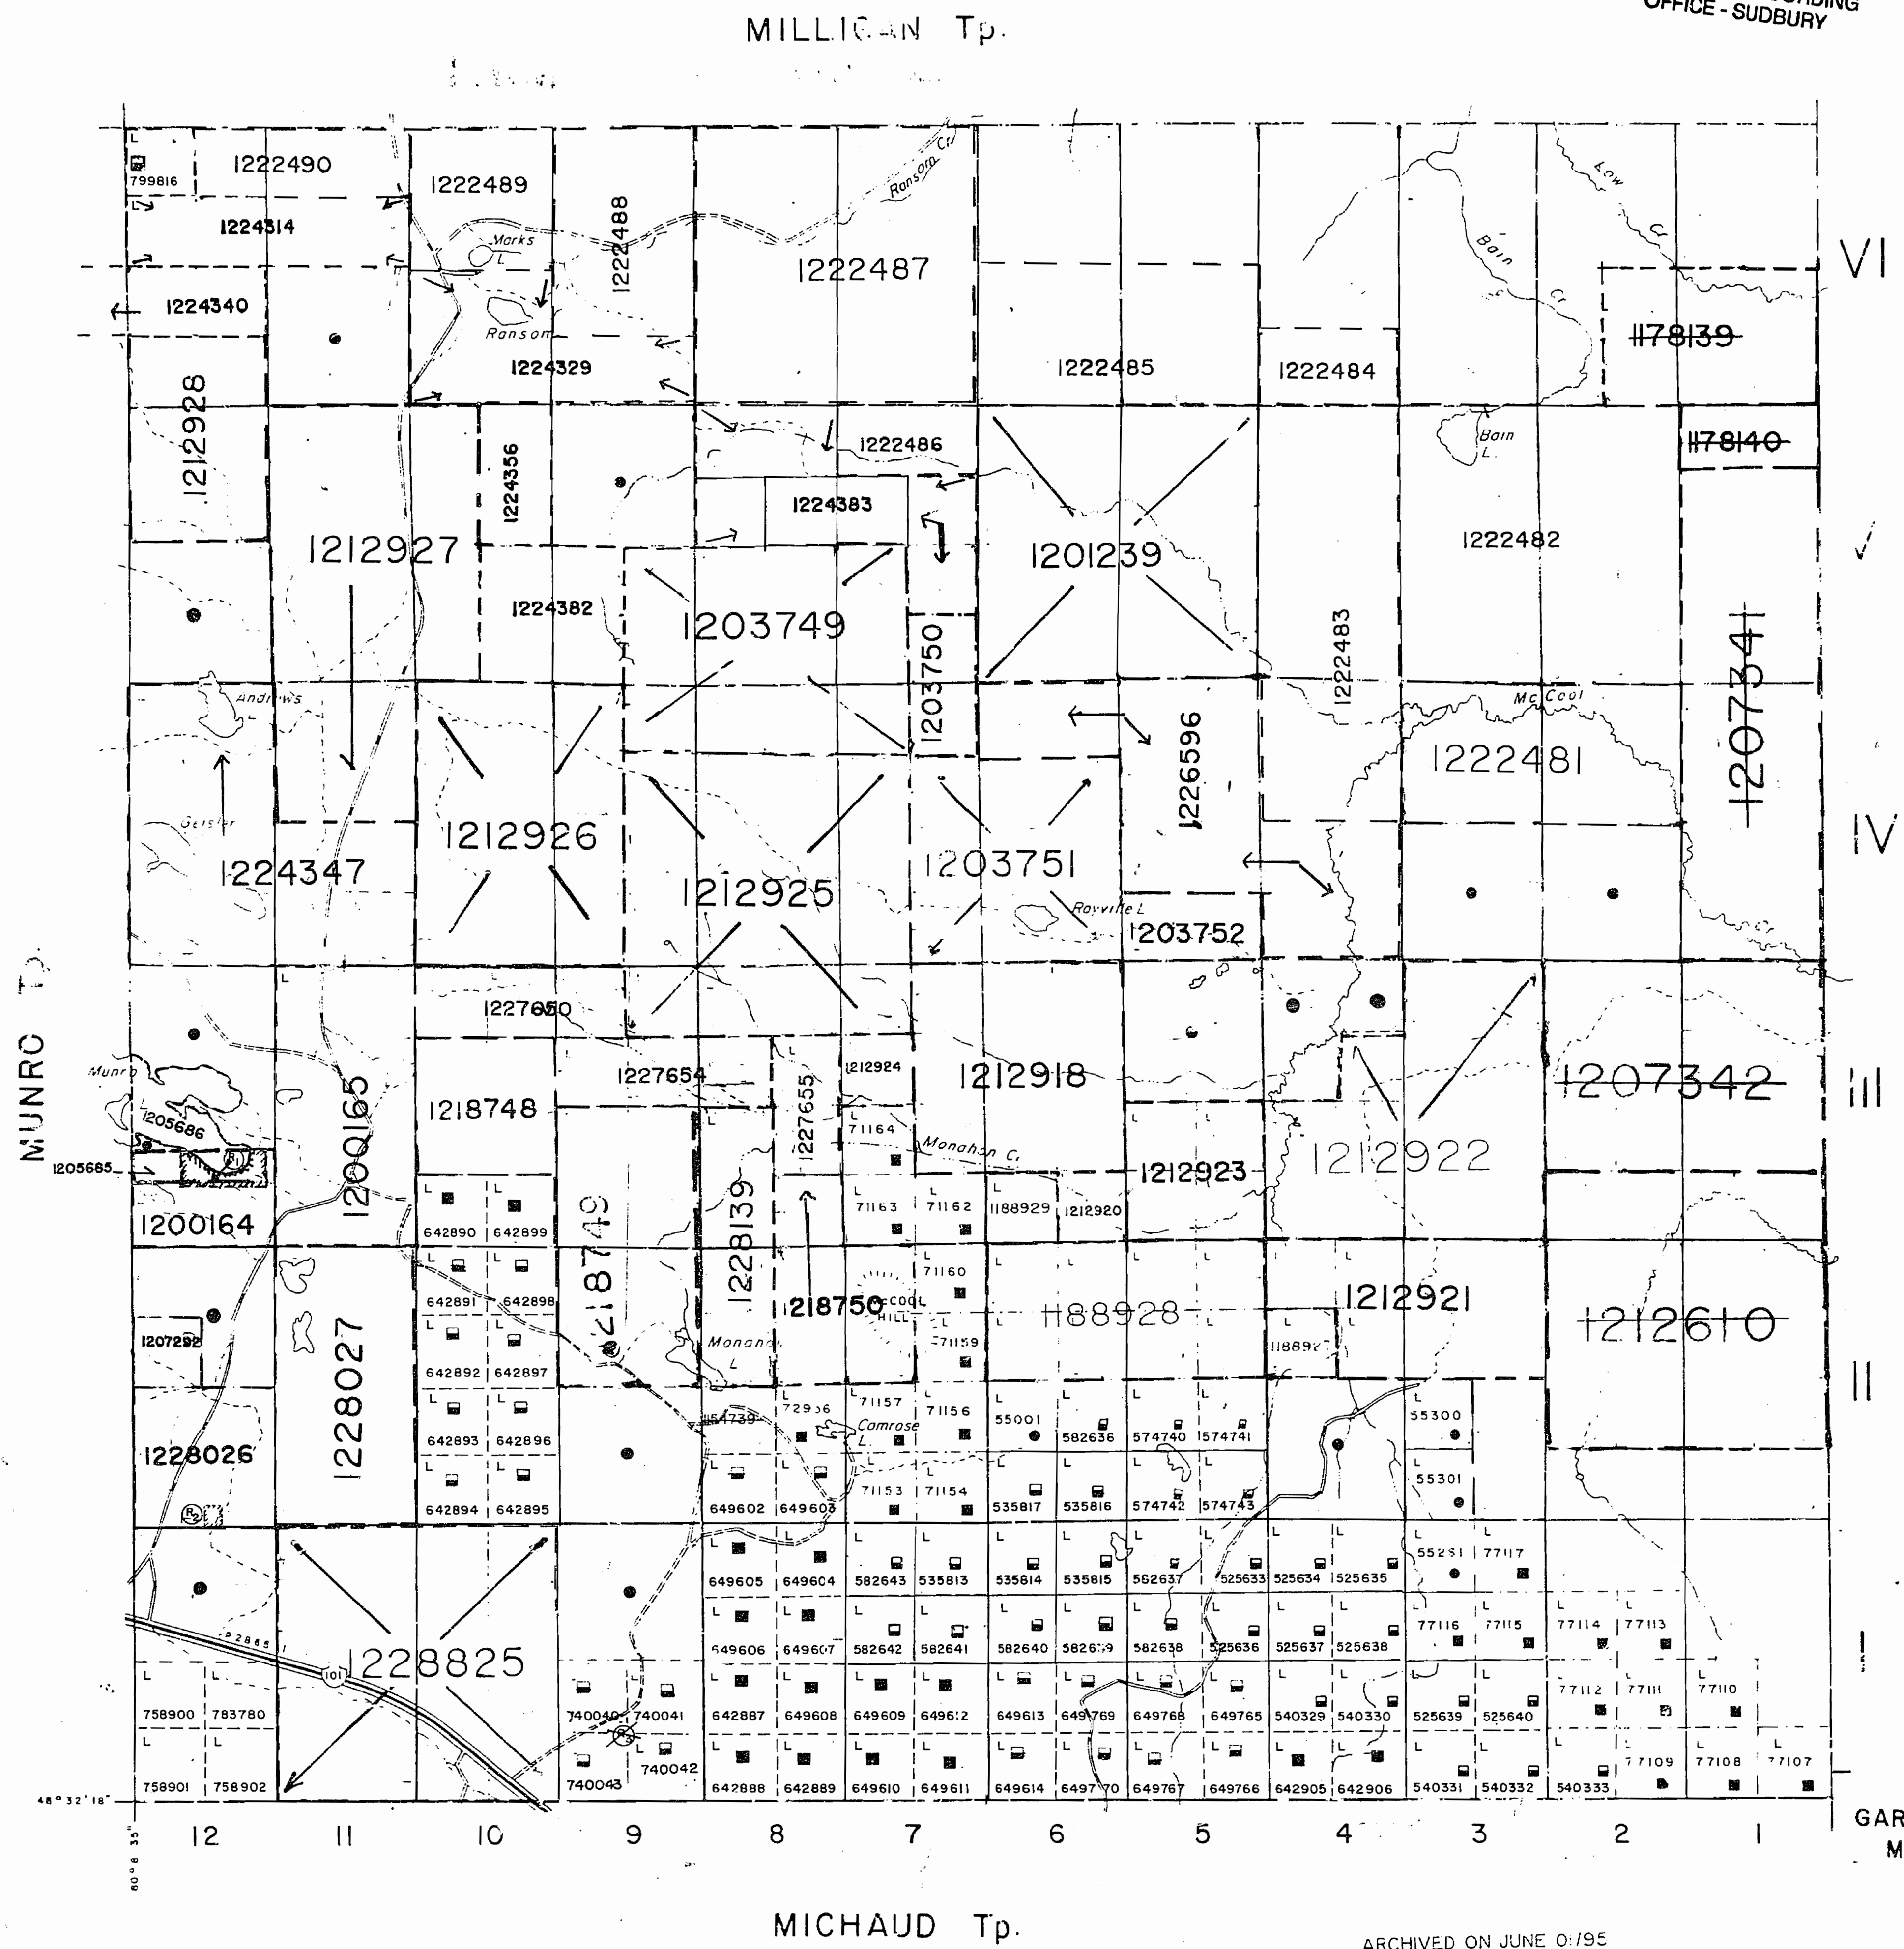 OFFICE - SUDBURY
MILLIGAN Tp.
L
799816
1222490
1222489
1222488
Ransom Cr.
Low
Cr
1224314
Marks
L
1222487
Bain
Cr
VI
1224340
Ransom
1178139
1224329
1222485
1222484
1212928
1224356
1222486
Bain
L.
1178140
1224383
1222482
1212927
1201239
1224382
1203749
1203750
1222483
1207341
Andrews
L
McCool
1226596
1222481
Geisler
1212926
1203751
IV
1224347
1212925
Rayville L
1203752
Cr
L
1227650
MUNRO Tp.
Munro
1227654
L
1212924
1212918
1207342
III
1205686
1200165
1218748
1227655
L
71164
Monahan Cr.
1212922
1205685
1212923
1200164
L
642890
L
642899
1218749
1228139
L
71163
L
71162
L
1188929
1212920
L
642891
L
642898
L
71160
1207292
1228027
L
642892
L
642897
1218750
McCOOL
HILL
71159
1188928
1212921
1212610
Monahan
L
L
II
1228026
L
642893
L
642896
L
72956
L
71157
Camrose
L.
L
71156
L
55001
L
582636
L
574740
L
574741
L
55300
L
642894
L
642895
L
649602
L
649603
L
71153
L
71154
L
535817
L
535816
L
574742
L
574743
L
55301
L
649605
L
649604
L
582643
L
535813
L
535814
L
535815
L
582637
L
525633
L
525634
L
525635
L
L
77117
1228825
101
L
649606
L
649607
L
582642
L
582641
L
582640
L
582639
L
582638
L
525636
L
525637
L
525638
L
77116
L
77115
L
77114
L
77113
I
L
758900
L
783780
L
740040
L
740041
L
642887
L
649608
L
649609
L
649612
L
649613
L
649769
L
649768
L
649765
L
540329
L
540330
L
525639
L
525640
L
77112
L
77111
L
77110
L
758901
L
758902
740043
L
740042
L
642888
L
642889
L
649610
L
649611
L
649614
L
649770
L
649767
L
649766
L
642905
L
642906
L
540331
L
540332
L
540333
L
77109
L
77108
L
77107
48°32'18"
12 11 10 9 8 7 6 5 4 3 2 1
GAR
M
MICHAUD Tp.
ARCHIVED ON JUNE 01/95